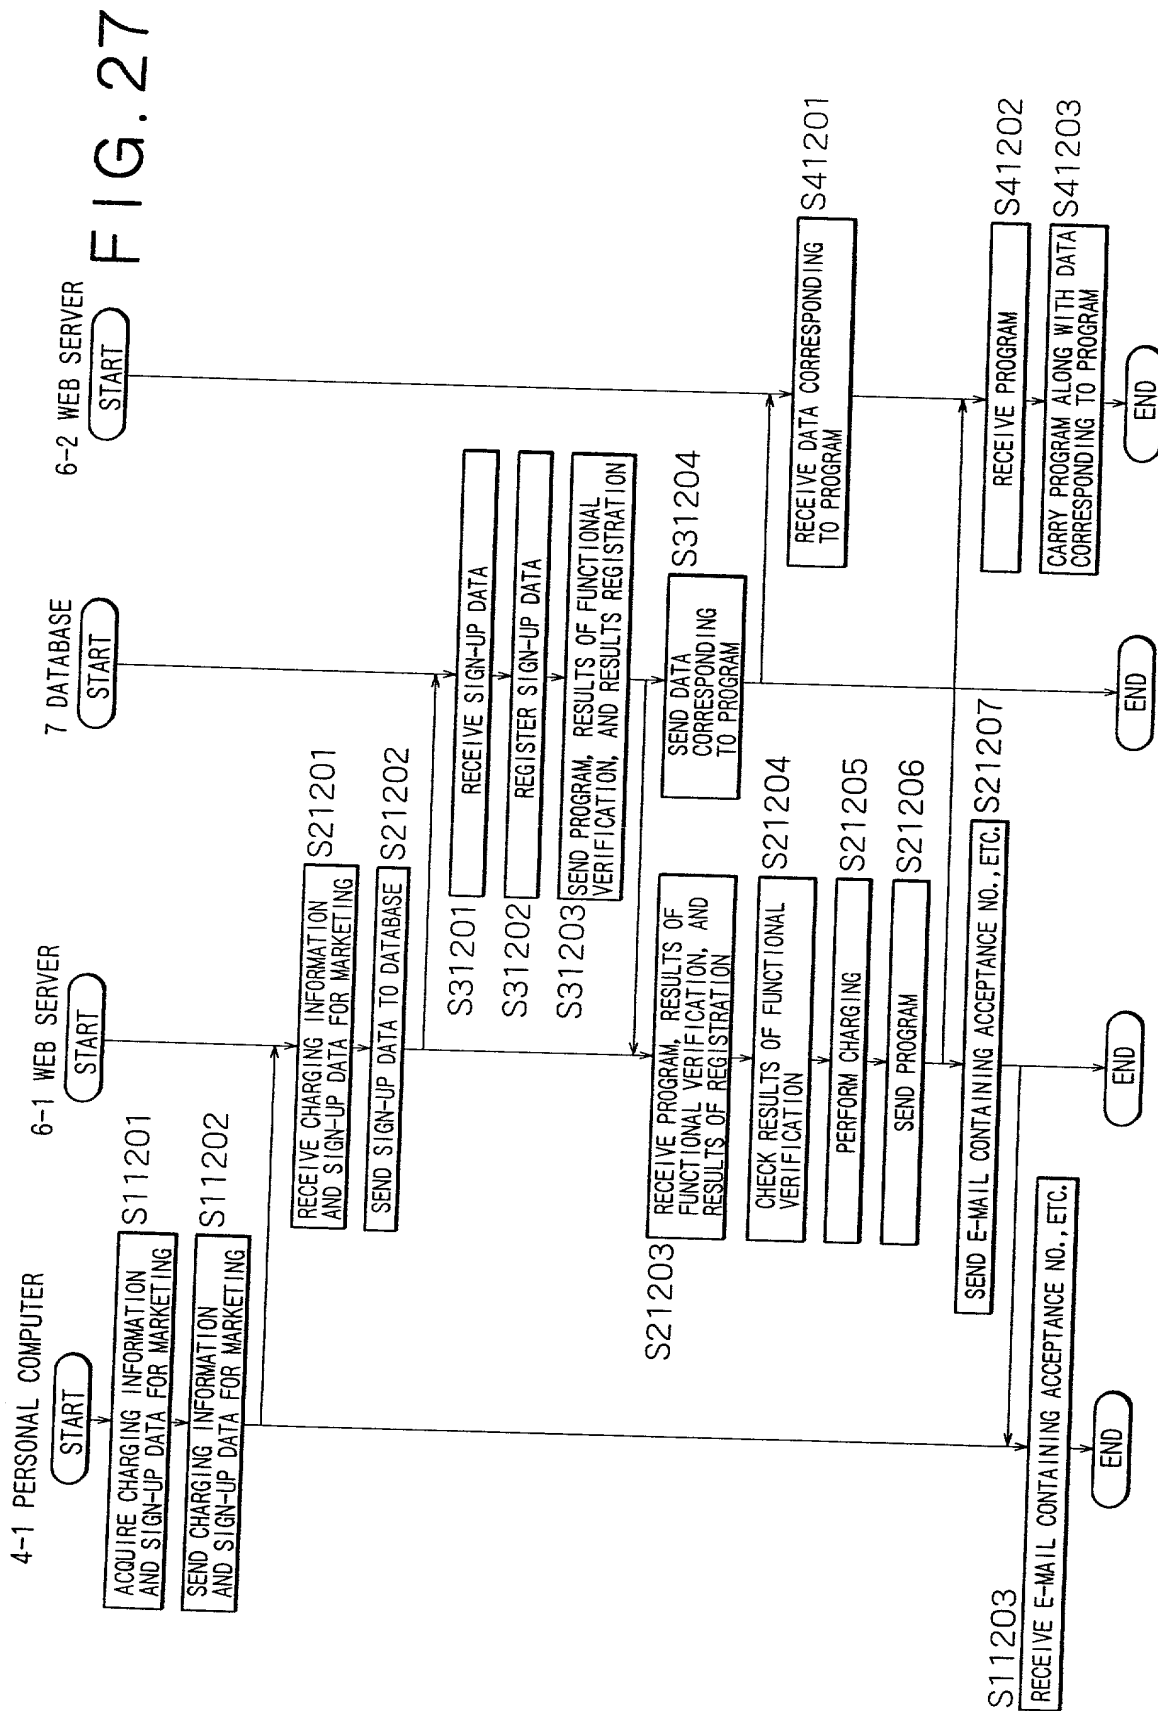 FIG. 27
4-1 PERSONAL COMPUTER
START
ACQUIRE CHARGING INFORMATION
AND SIGN-UP DATA FOR MARKETING
S11201
SEND CHARGING INFORMATION
AND SIGN-UP DATA FOR MARKETING
S11202
S11203
RECEIVE E-MAIL CONTAINING ACCEPTANCE NO., ETC.
END
6-1 WEB SERVER
START
RECEIVE CHARGING INFORMATION
AND SIGN-UP DATA FOR MARKETING
S21201
SEND SIGN-UP DATA TO DATABASE
S21202
S21203
RECEIVE PROGRAM, RESULTS OF
FUNCTIONAL VERIFICATION, AND
RESULTS OF REGISTRATION
CHECK RESULTS OF FUNCTIONAL
VERIFICATION
S21204
PERFORM CHARGING
S21205
SEND PROGRAM
S21206
SEND E-MAIL CONTAINING ACCEPTANCE NO., ETC.
S21207
END
7 DATABASE
START
S31201
RECEIVE SIGN-UP DATA
S31202
REGISTER SIGN-UP DATA
S31203
SEND PROGRAM, RESULTS OF FUNCTIONAL
VERIFICATION, AND RESULTS REGISTRATION
SEND DATA
CORRESPONDING
TO PROGRAM
S31204
END
6-2 WEB SERVER
START
RECEIVE DATA CORRESPONDING
TO PROGRAM
S41201
RECEIVE PROGRAM
S41202
CARRY PROGRAM ALONG WITH DATA
CORRESPONDING TO PROGRAM
S41203
END